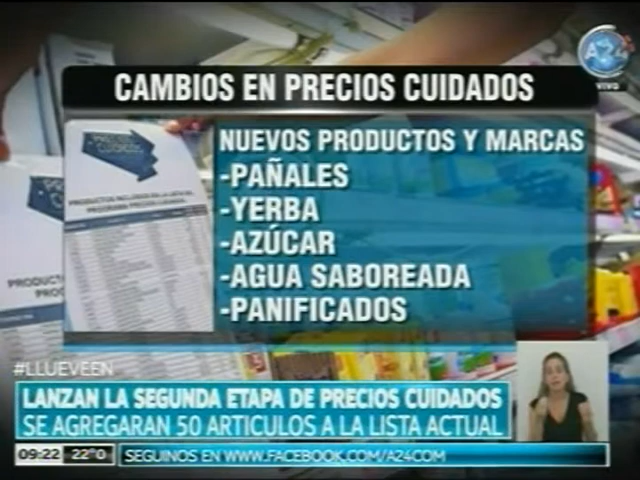 CAMBIOS EN PRECIOS CUIDADOS
A24
VIVO
NUEVOS PRODUCTOS Y MARCAS
-PAÑALES
-YERBA
-AZÚCAR
-AGUA SABOREADA
-PANIFICADOS
#LLUEVEEN
LANZAN LA SEGUNDA ETAPA DE PRECIOS CUIDADOS
SE AGREGARAN 50 ARTICULOS A LA LISTA ACTUAL
09:22 22°0 SEGUINOS EN WWW.FACEBOOK.COM/A24COM